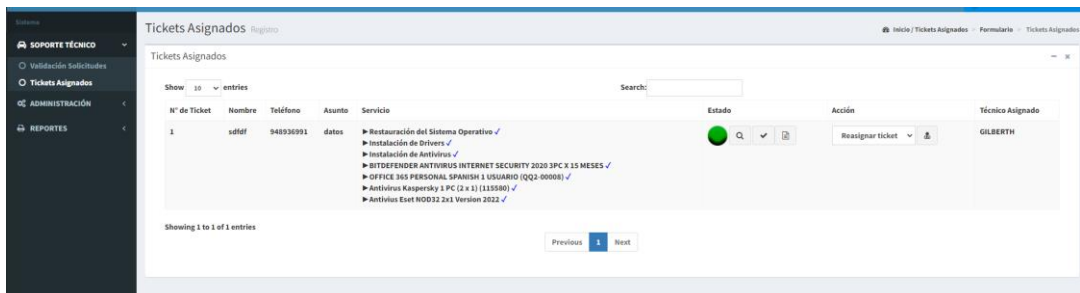 Sistema
SOPORTE TÉCNICO
Validación Solicitudes
Tickets Asignados
ADMINISTRACIÓN
REPORTES
Tickets Asignados Registro
Inicio / Tickets Asignados > Formulario > Tickets Asignados
Tickets Asignados
Show 10 entries
Search:
N° de Ticket Nombre Teléfono Asunto Servicio Estado Acción Técnico Asignado
1 sdfdf 948936991 datos ►Restauración del Sistema Operativo ✓ Reasignar ticket GILBERTH
►Instalación de Drivers ✓
►Instalación de Antivirus ✓
►BITDEFENDER ANTIVIRUS INTERNET SECURITY 2020 3PC X 15 MESES ✓
►OFFICE 365 PERSONAL SPANISH 1 USUARIO (QQ2-00008) ✓
►Antivirus Kaspersky 1 PC (2 x 1) (115580) ✓
►Antivius Eset NOD32 2x1 Version 2022 ✓
Showing 1 to 1 of 1 entries
Previous 1 Next